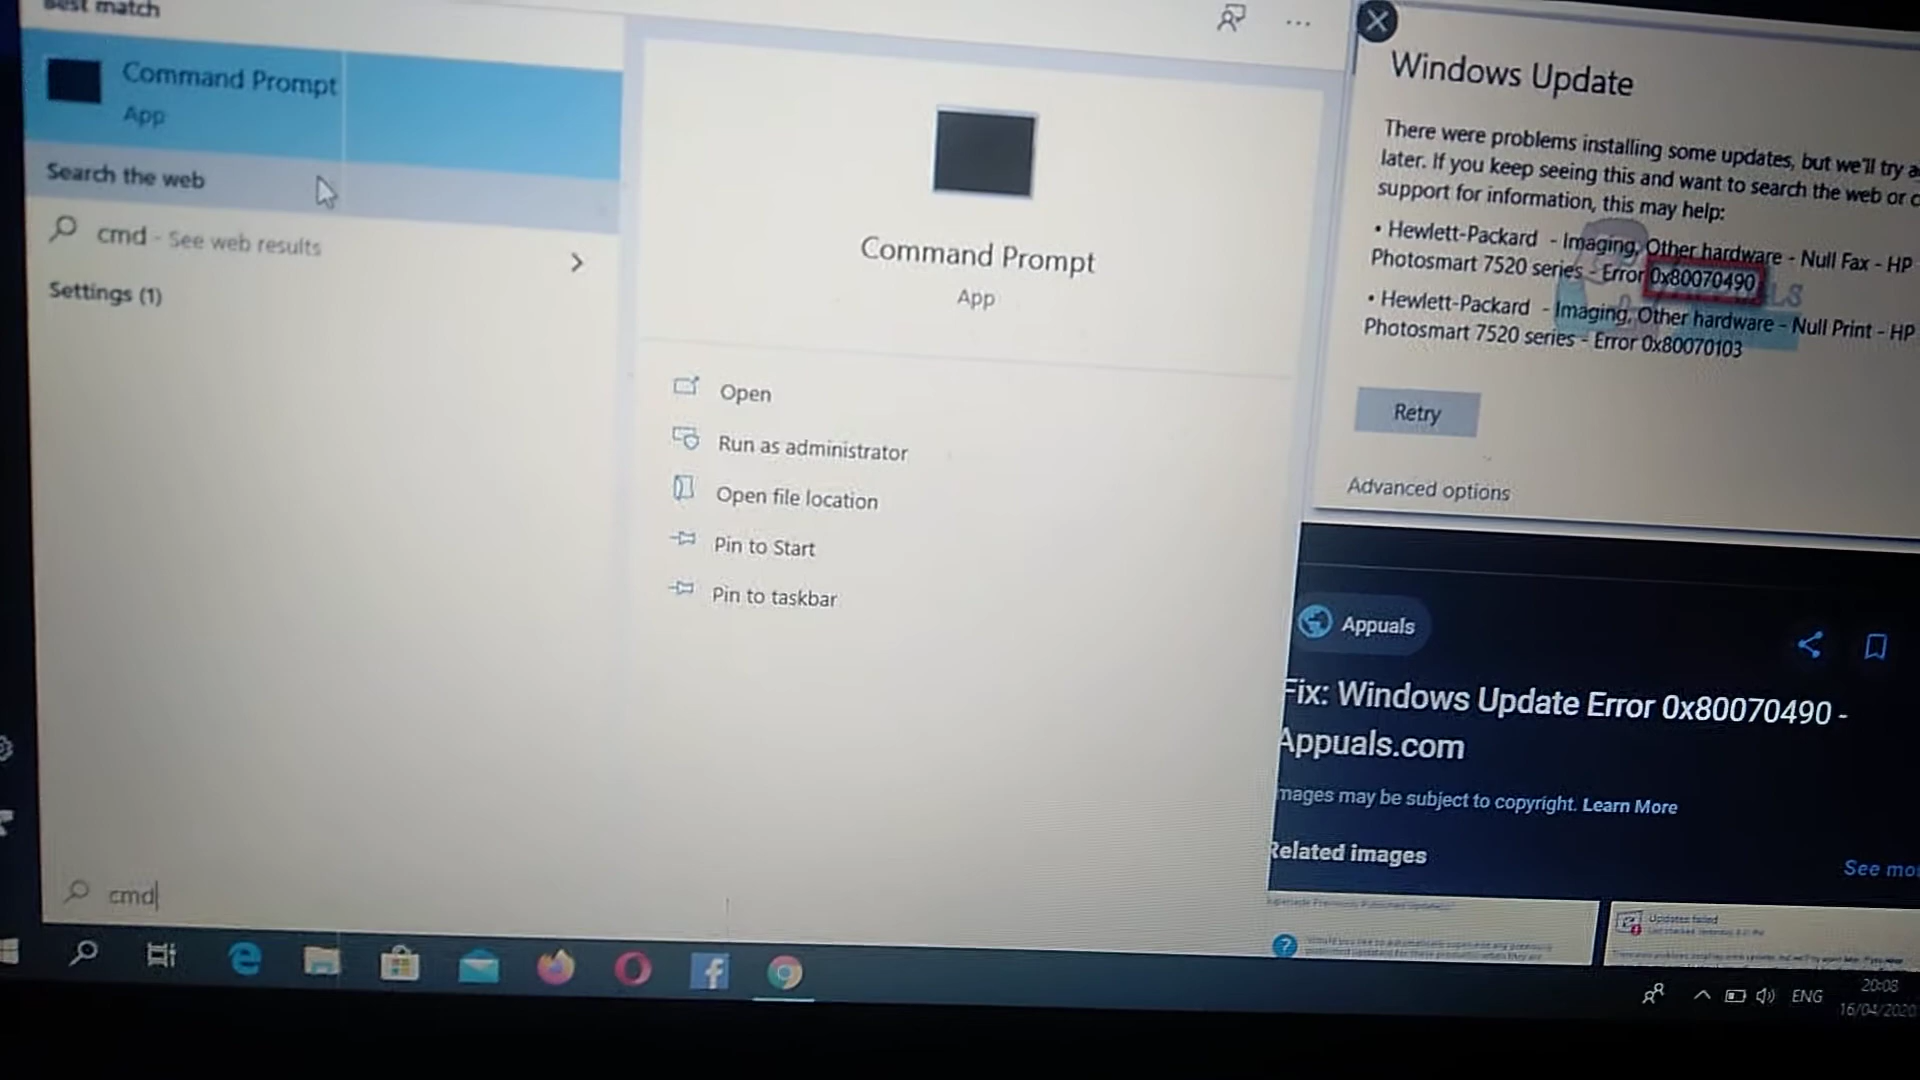 Best match
Command Prompt
App
Search the web
cmd - See web results
Settings (1)
Command Prompt
App
Open
Run as administrator
Open file location
Pin to Start
Pin to taskbar
cmd
Windows Update
There were problems installing some updates, but we'll try a
later. If you keep seeing this and want to search the web or c
support for information, this may help:
• Hewlett-Packard - Imaging, Other hardware - Null Fax - HP
Photosmart 7520 series - Error 0x80070490
• Hewlett-Packard - Imaging, Other hardware - Null Print - HP
Photosmart 7520 series - Error 0x80070103
Retry
Advanced options
Appuals
Fix: Windows Update Error 0x80070490 -
Appuals.com
mages may be subject to copyright. Learn More
Related images
See mo
Updates failed
ENG
20:08
16/04/2020